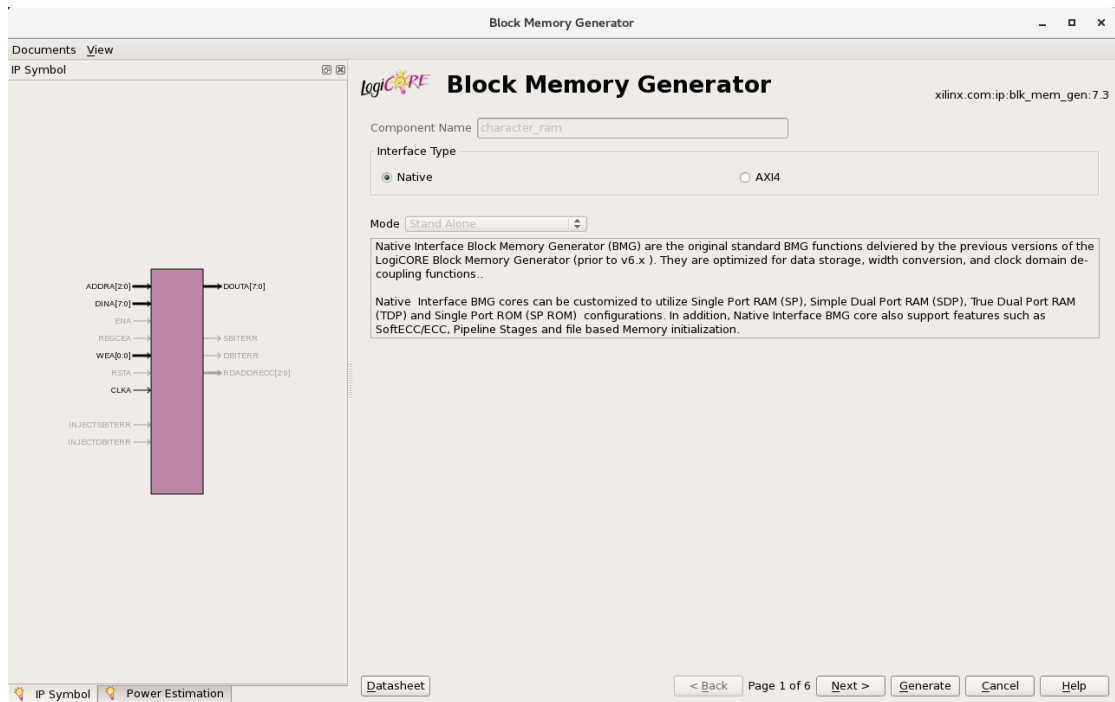 Block Memory Generator
Documents View
IP Symbol
LogiCORE
Block Memory Generator
xilinx.com:ip:blk_mem_gen:7.3
Component Name character_ram
Interface Type
Native AXI4
Mode Stand Alone
Native Interface Block Memory Generator (BMG) are the original standard BMG functions delviered by the previous versions of the
LogiCORE Block Memory Generator (prior to v6.x ). They are optimized for data storage, width conversion, and clock domain de-
coupling functions..
Native Interface BMG cores can be customized to utilize Single Port RAM (SP), Simple Dual Port RAM (SDP), True Dual Port RAM
(TDP) and Single Port ROM (SP ROM) configurations. In addition, Native Interface BMG core also support features such as
SoftECC/ECC, Pipeline Stages and file based Memory initialization.
ADDRA[2:0] DOUTA[7:0]
DINA[7:0]
ENA
REGCEA SBITERR
WEA[0:0] DBITERR
RSTA RDADDRECC[2:0]
CLKA
INJECTSBITERR
INJECTDBITERR
IP Symbol Power Estimation
Datasheet < Back Page 1 of 6 Next > Generate Cancel Help